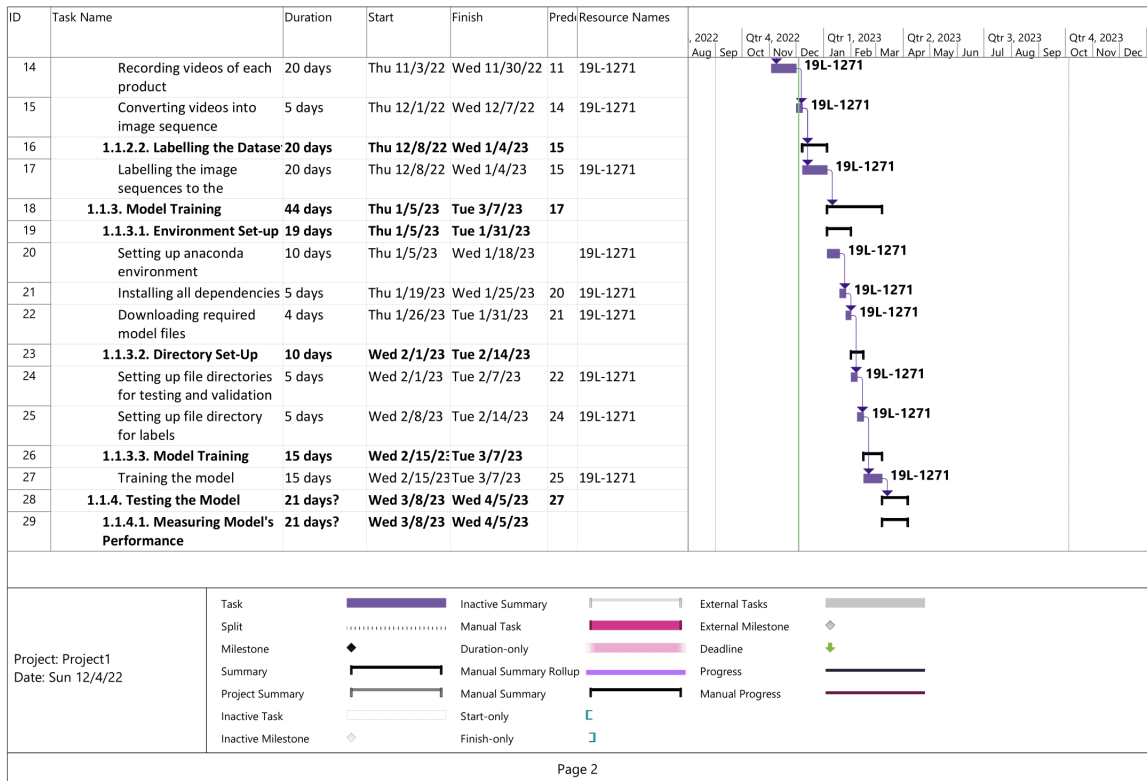 ID Task Name Duration Start Finish Prede Resource Names
, 2022 Qtr 4, 2022 Qtr 1, 2023 Qtr 2, 2023 Qtr 3, 2023 Qtr 4, 2023
Aug Sep Oct Nov Dec Jan Feb Mar Apr May Jun Jul Aug Sep Oct Nov Dec
14 Recording videos of each 20 days Thu 11/3/22 Wed 11/30/22 11 19L-1271 19L-1271
product
15 Converting videos into 5 days Thu 12/1/22 Wed 12/7/22 14 19L-1271 19L-1271
image sequence
16 1.1.2.2. Labelling the Dataset 20 days Thu 12/8/22 Wed 1/4/23 15
17 Labelling the image 20 days Thu 12/8/22 Wed 1/4/23 15 19L-1271 19L-1271
sequences to the
18 1.1.3. Model Training 44 days Thu 1/5/23 Tue 3/7/23 17
19 1.1.3.1. Environment Set-up 19 days Thu 1/5/23 Tue 1/31/23
20 Setting up anaconda 10 days Thu 1/5/23 Wed 1/18/23 19L-1271 19L-1271
environment
21 Installing all dependencies 5 days Thu 1/19/23 Wed 1/25/23 20 19L-1271 19L-1271
22 Downloading required 4 days Thu 1/26/23 Tue 1/31/23 21 19L-1271 19L-1271
model files
23 1.1.3.2. Directory Set-Up 10 days Wed 2/1/23 Tue 2/14/23
24 Setting up file directories 5 days Wed 2/1/23 Tue 2/7/23 22 19L-1271 19L-1271
for testing and validation
25 Setting up file directory 5 days Wed 2/8/23 Tue 2/14/23 24 19L-1271 19L-1271
for labels
26 1.1.3.3. Model Training 15 days Wed 2/15/23 Tue 3/7/23
27 Training the model 15 days Wed 2/15/23 Tue 3/7/23 25 19L-1271 19L-1271
28 1.1.4. Testing the Model 21 days? Wed 3/8/23 Wed 4/5/23 27
29 1.1.4.1. Measuring Model's 21 days? Wed 3/8/23 Wed 4/5/23
Performance
Project: Project1
Date: Sun 12/4/22
Task Inactive Summary External Tasks
Split Manual Task External Milestone
Milestone Duration-only Deadline
Summary Manual Summary Rollup Progress
Project Summary Manual Summary Manual Progress
Inactive Task Start-only
Inactive Milestone Finish-only
Page 2